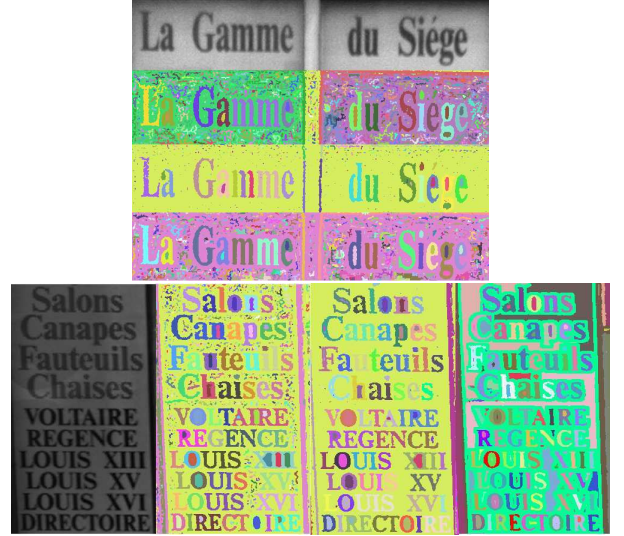 La Gamme du Siége
La Gamme du Siége
La Gamme du Siége
La Gamme du Siége
Salons
Canapes
Fauteuils
Chaises
VOLTAIRE
REGENCE
LOUIS XIII
LOUIS XV
LOUIS XVI
DIRECTOIRE
Salons
Canapes
Fauteuils
Chaises
VOLTAIRE
REGENCE
LOUIS XIII
LOUIS XV
LOUIS XVI
DIRECTOIRE
Salons
Canapes
Fauteuils
Chaises
VOLTAIRE
REGENCE
LOUIS XIII
LOUIS XV
LOUIS XVI
DIRECTOIRE
Salons
Canapes
Fauteuils
Chaises
VOLTAIRE
REGENCE
LOUIS XIII
LOUIS XV
LOUIS XVI
DIRECTOIRE